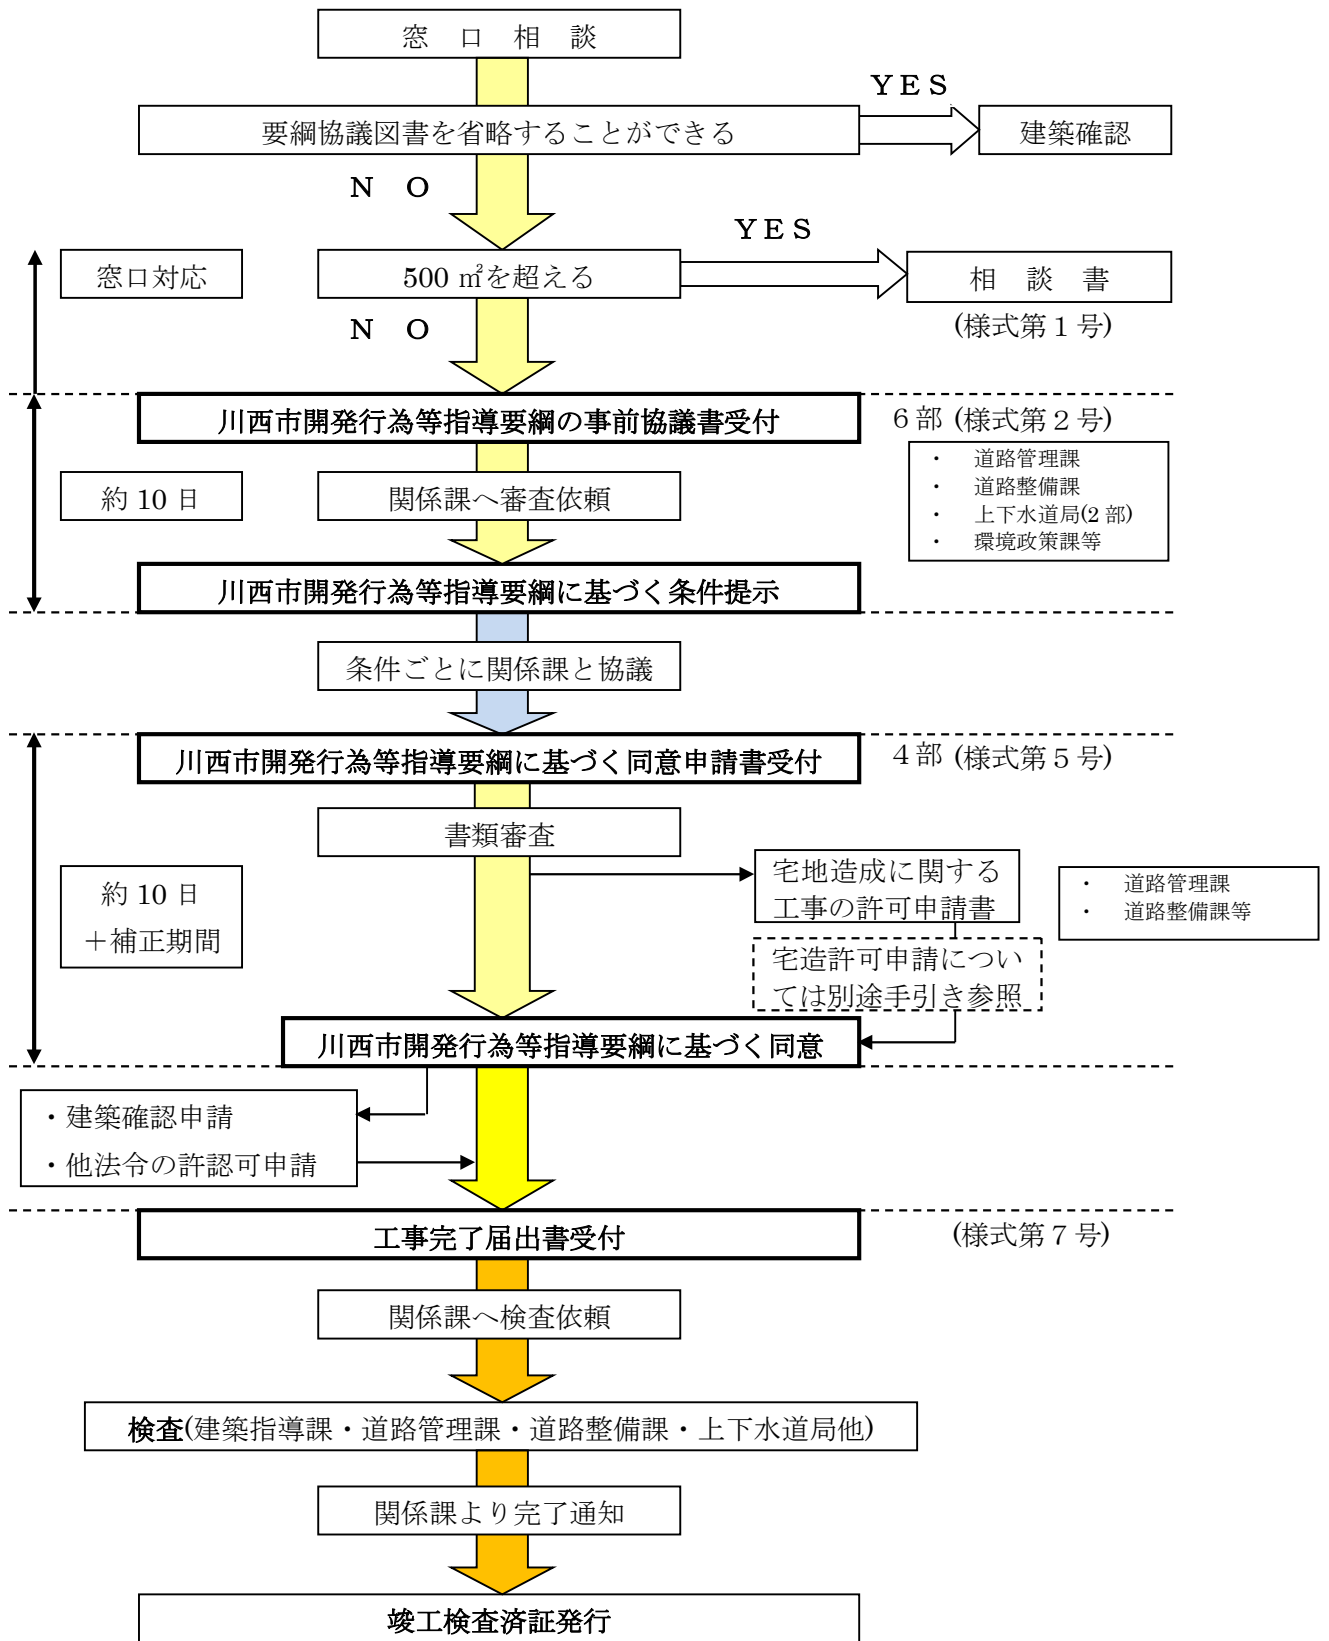 窓　口　相　談
ＹＥＳ
要綱協議図書を省略することができる
建築確認
Ｎ　Ｏ
ＹＥＳ
窓口対応
500 ㎡を超える
相　談　書
(様式第１号)
Ｎ　Ｏ
川西市開発行為等指導要綱の事前協議書受付
６部 (様式第２号)
・　道路管理課
・　道路整備課
・　上下水道局(2 部)
・　環境政策課等
約 10 日
関係課へ審査依頼
川西市開発行為等指導要綱に基づく条件提示
条件ごとに関係課と協議
川西市開発行為等指導要綱に基づく同意申請書受付
４部 (様式第５号)
書類審査
宅地造成に関する
工事の許可申請書
・　道路管理課
・　道路整備課等
約 10 日
＋補正期間
宅造許可申請につい
ては別途手引き参照
川西市開発行為等指導要綱に基づく同意
・建築確認申請
・他法令の許認可申請
工事完了届出書受付
(様式第７号)
関係課へ検査依頼
検査(建築指導課・道路管理課・道路整備課・上下水道局他)
関係課より完了通知
竣工検査済証発行